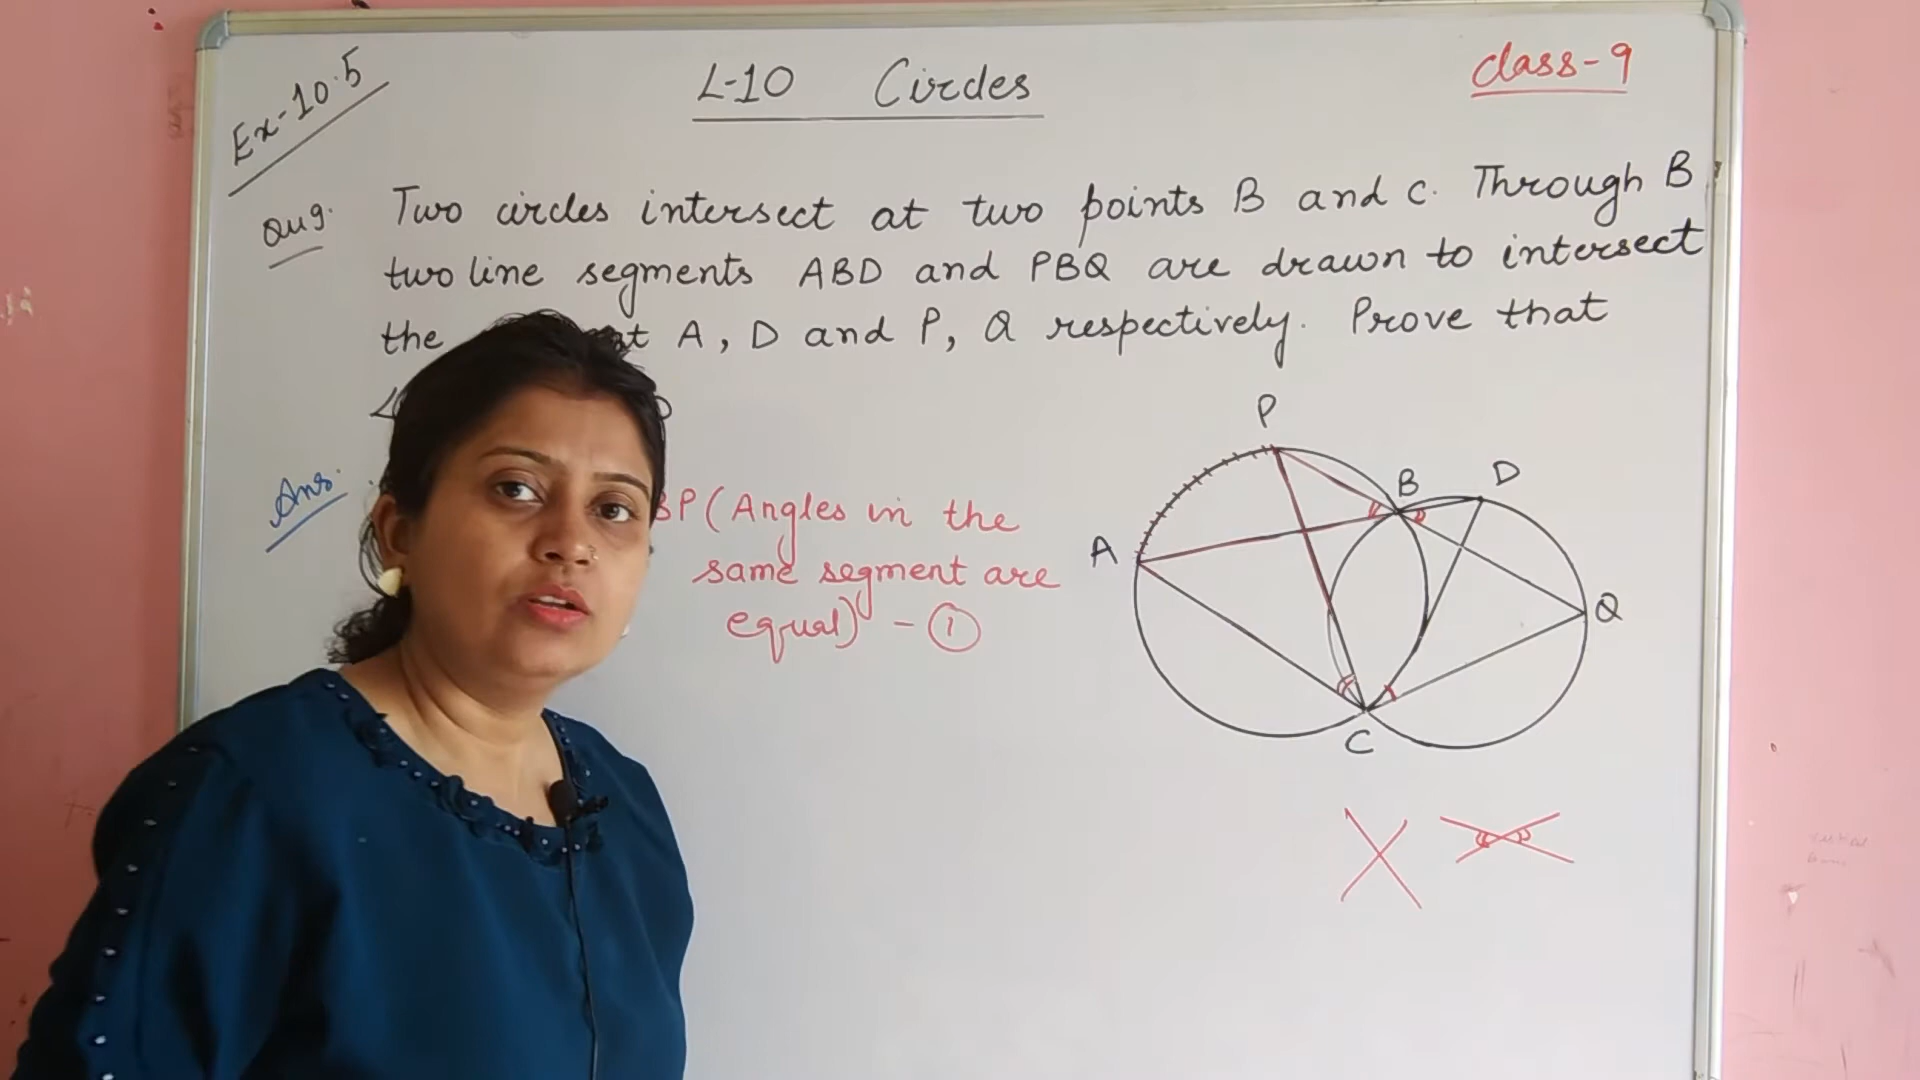 Ex-10.5
L-10 Circles
class-9
Qu9. Two circles intersect at two points B and C. Through B
two line segments ABD and PBQ are drawn to intersect
the at A, D and P, Q respectively. Prove that
∠
Ans.
BP (Angles in the
same segment are
equal) - ①
P
B
D
A
Q
C